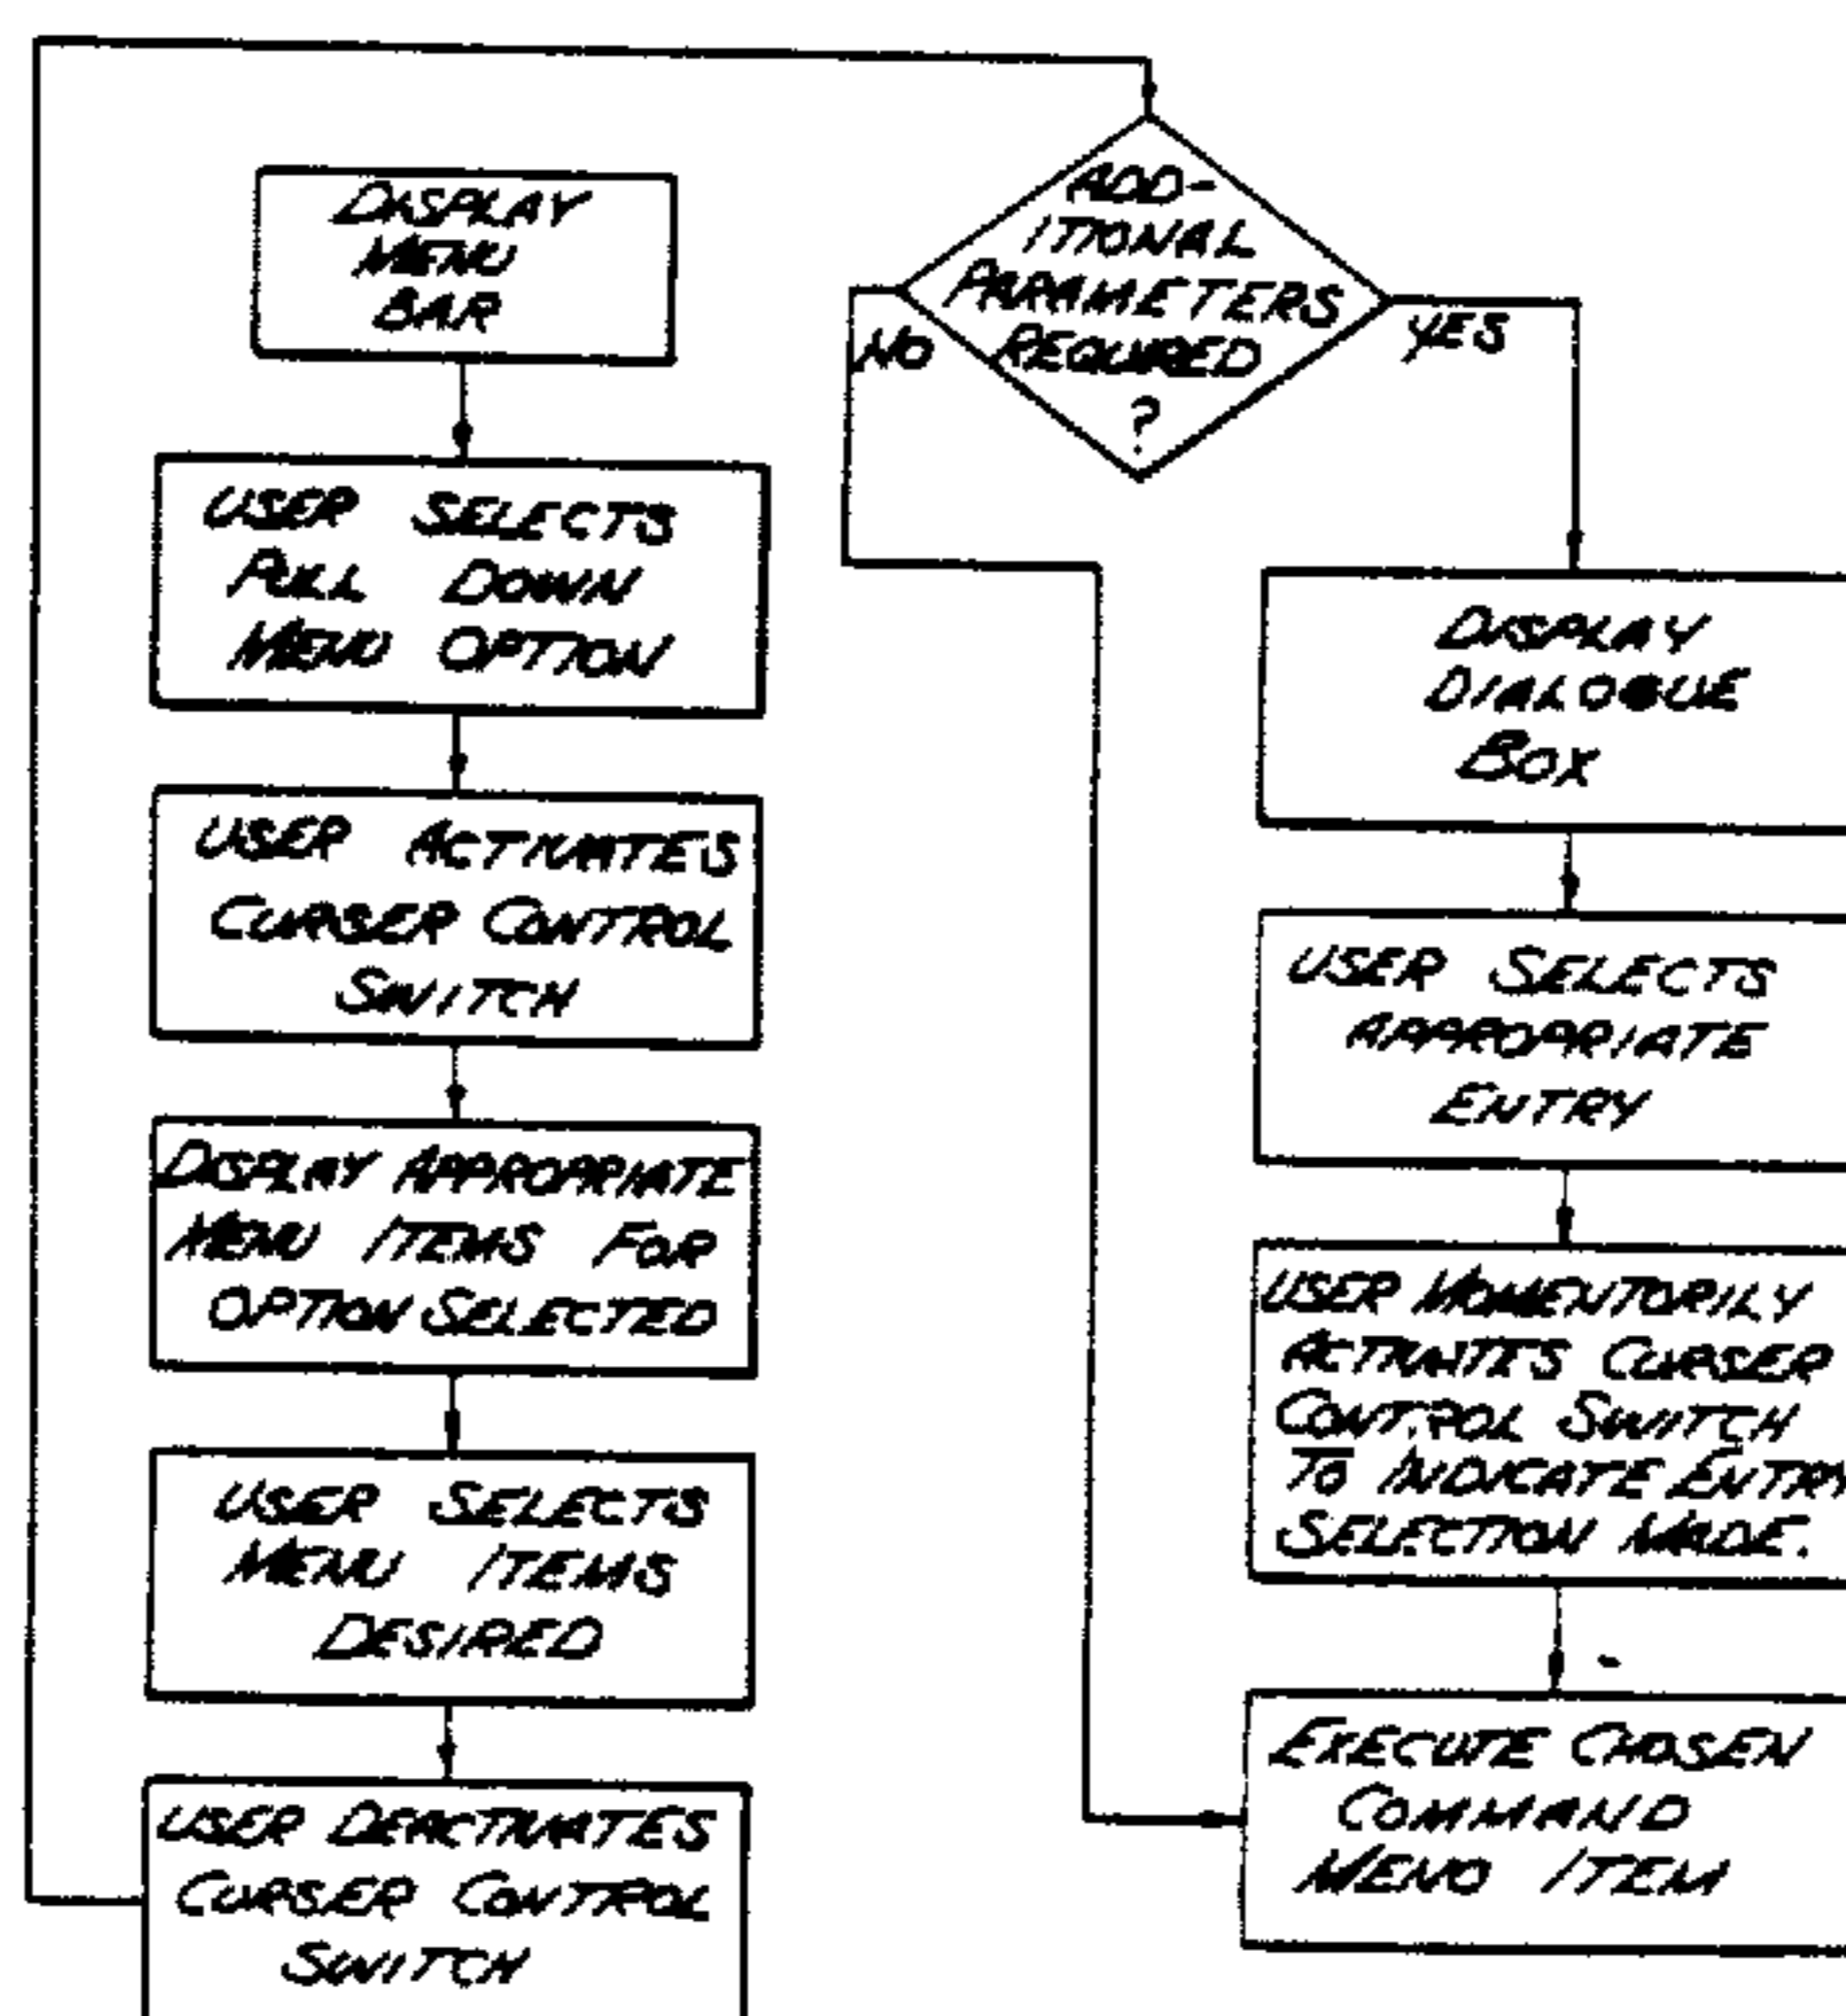 DISPLAY
MENU
BAR
USER SELECTS
PULL DOWN
MENU OPTION
USER ACTIVATES
CURSER CONTROL
SWITCH
DISPLAY APPROPRIATE
MENU ITEMS FOR
OPTION SELECTED
USER SELECTS
MENU ITEMS
DESIRED
USER DEACTIVATES
CURSER CONTROL
SWITCH
ADD-
ITIONAL
PARAMETERS
REQUIRED
?
NO
YES
DISPLAY
DIALOGUE
BOX
USER SELECTS
APPROPRIATE
ENTRY
USER MOMENTORILY
ACTIVATES CURSER
CONTROL SWITCH
TO INDICATE ENTRY
SELECTION MADE.
EXECUTE CHOSEN
COMMAND
MENO ITEM